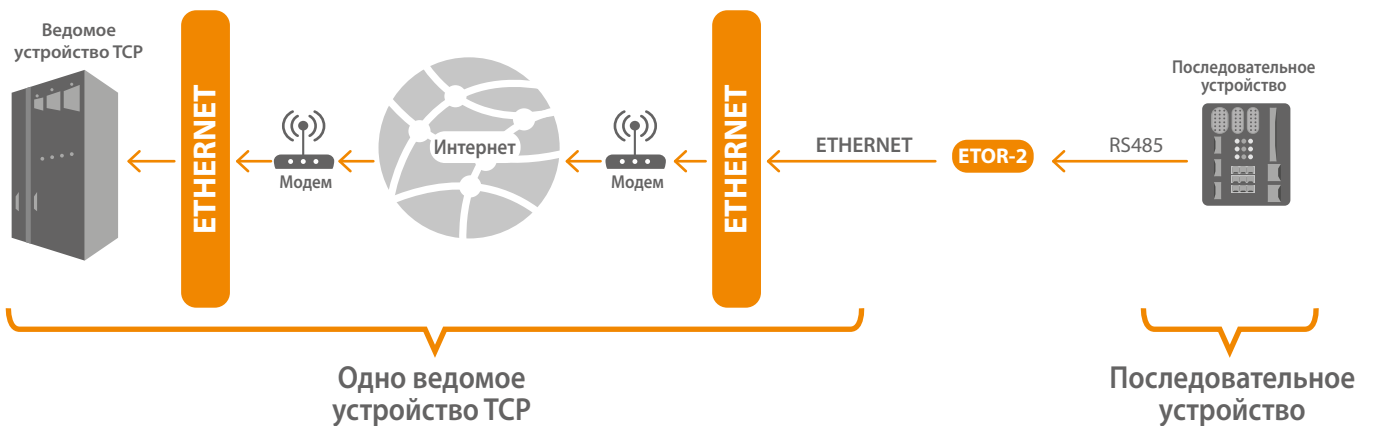 Ведомое
устройство TCP
ETHERNET
Модем
Интернет
Модем
ETHERNET
ETHERNET
ETOR-2
RS485
Последовательное
устройство
Одно ведомое
устройство TCP
Последовательное
устройство